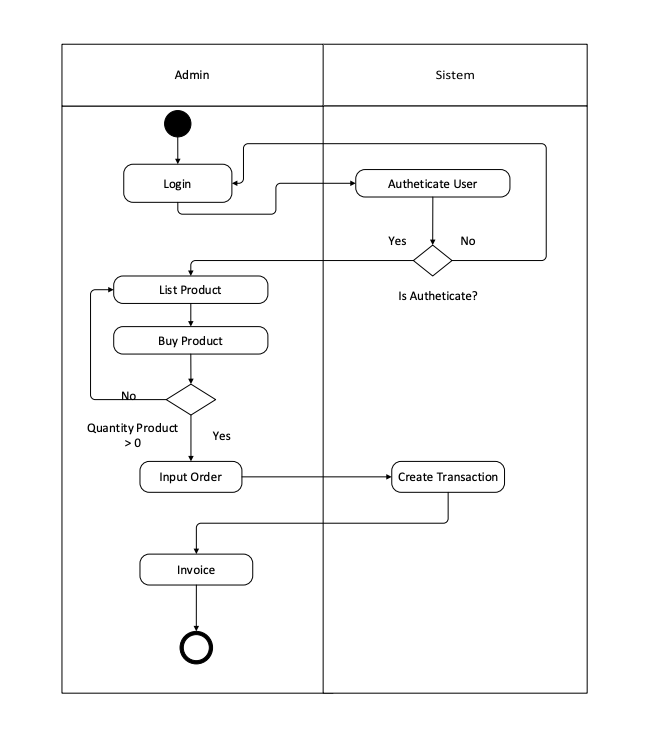 Admin
Sistem
Login
Autheticate User
Yes
No
Is Autheticate?
List Product
Buy Product
No
Quantity Product
> 0
Yes
Input Order
Create Transaction
Invoice